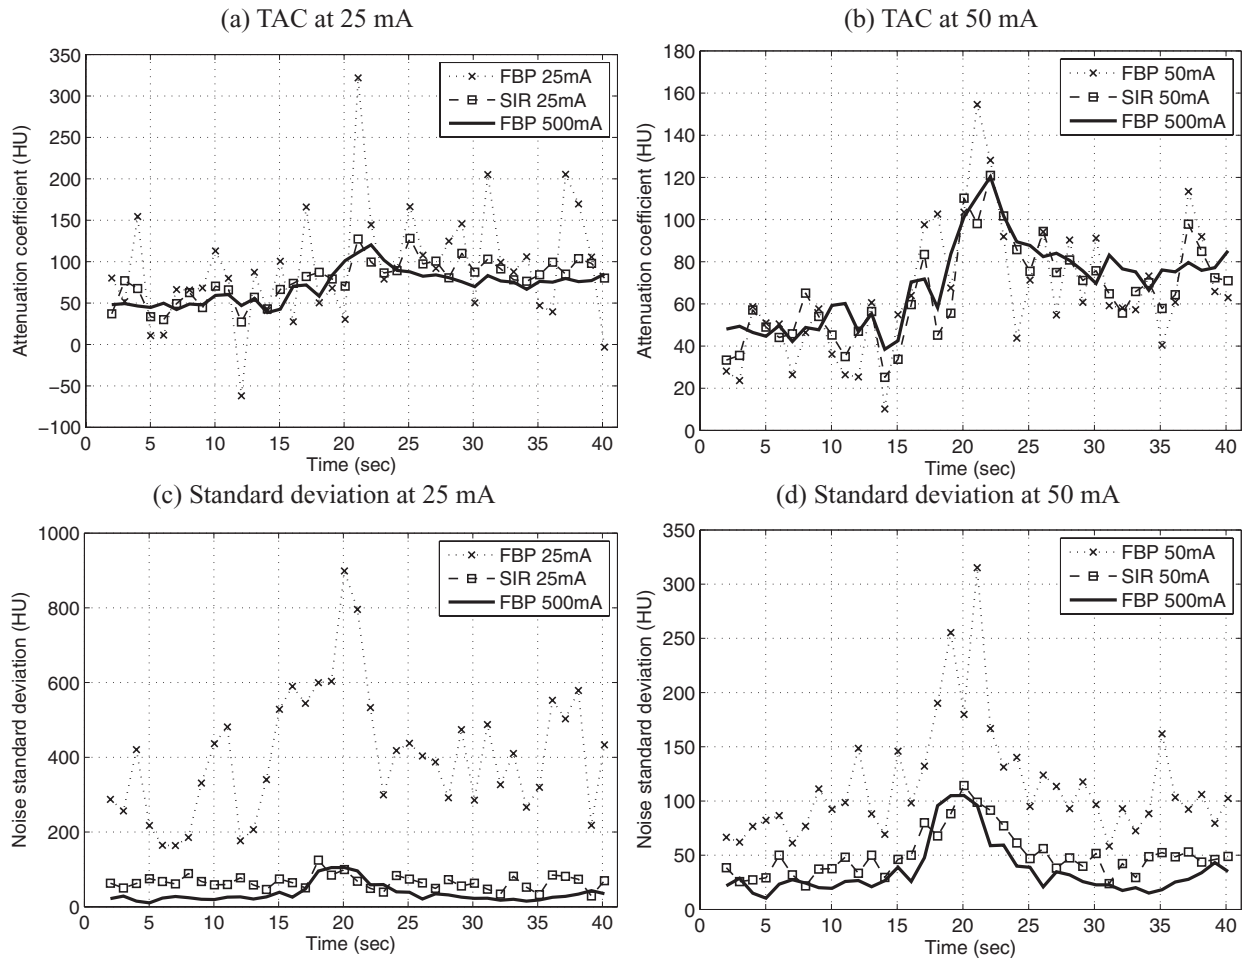 (a) TAC at 25 mA
350
300
250
200
150
100
50
0
−50
−100
Attenuation coefficient (HU)
FBP 25mA
SIR 25mA
FBP 500mA
0 5 10 15 20 25 30 35 40
Time (sec)
(b) TAC at 50 mA
180
160
140
120
100
80
60
40
20
0
Attenuation coefficient (HU)
FBP 50mA
SIR 50mA
FBP 500mA
0 5 10 15 20 25 30 35 40
Time (sec)
(c) Standard deviation at 25 mA
1000
800
600
400
200
0
Noise standard deviation (HU)
FBP 25mA
SIR 25mA
FBP 500mA
0 5 10 15 20 25 30 35 40
Time (sec)
(d) Standard deviation at 50 mA
350
300
250
200
150
100
50
0
Noise standard deviation (HU)
FBP 50mA
SIR 50mA
FBP 500mA
0 5 10 15 20 25 30 35 40
Time (sec)